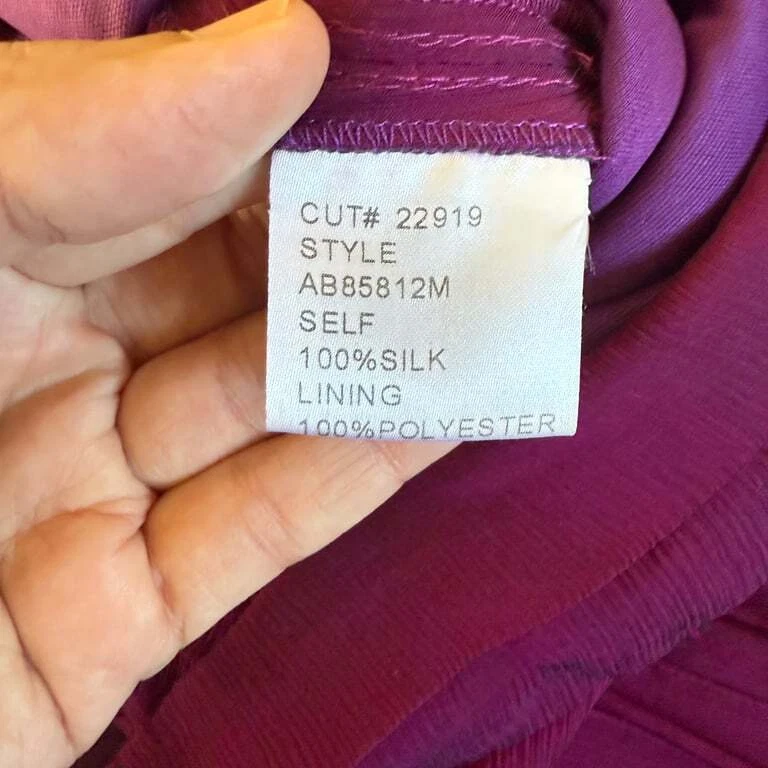 CUT# 22919
STYLE
AB85812M
SELF
100%SILK
LINING
100%POLYESTER